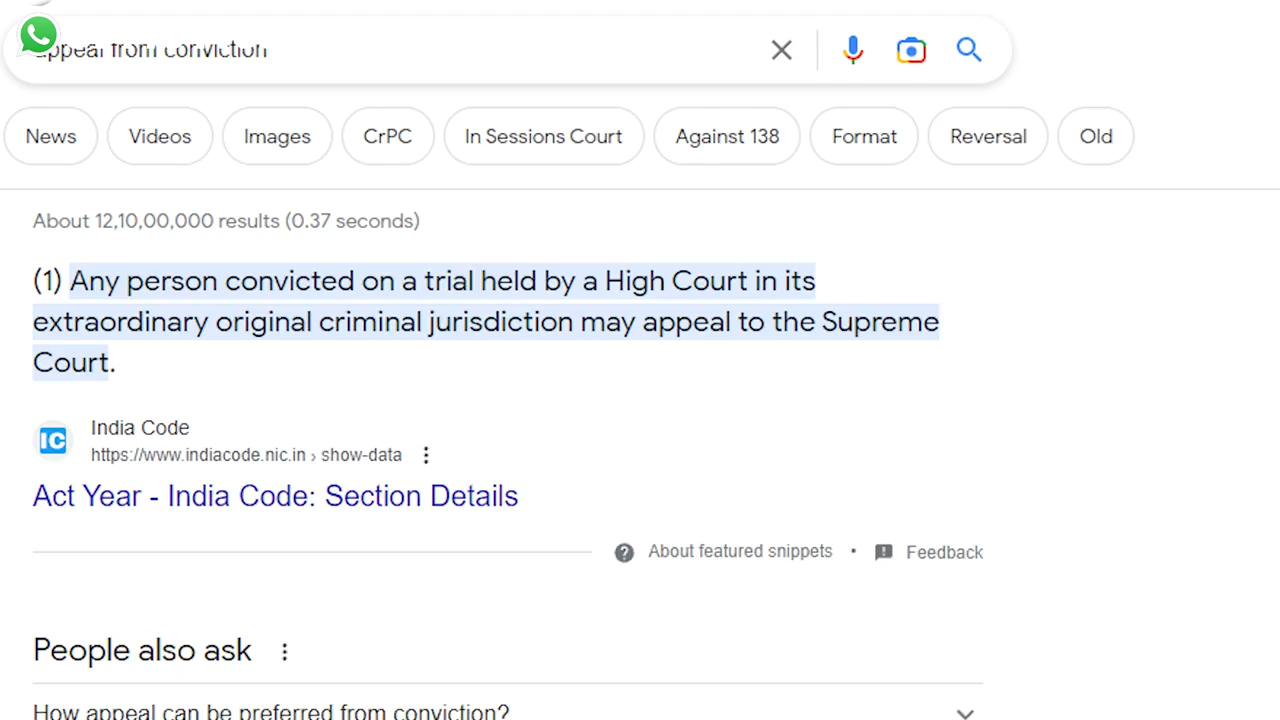 appeal from conviction
News Videos Images CrPC In Sessions Court Against 138 Format Reversal Old
About 12,10,00,000 results (0.37 seconds)
(1) Any person convicted on a trial held by a High Court in its
extraordinary original criminal jurisdiction may appeal to the Supreme
Court.
IC
India Code
https://www.indiacode.nic.in › show-data
Act Year - India Code: Section Details
About featured snippets • Feedback
People also ask
How appeal can be preferred from conviction?